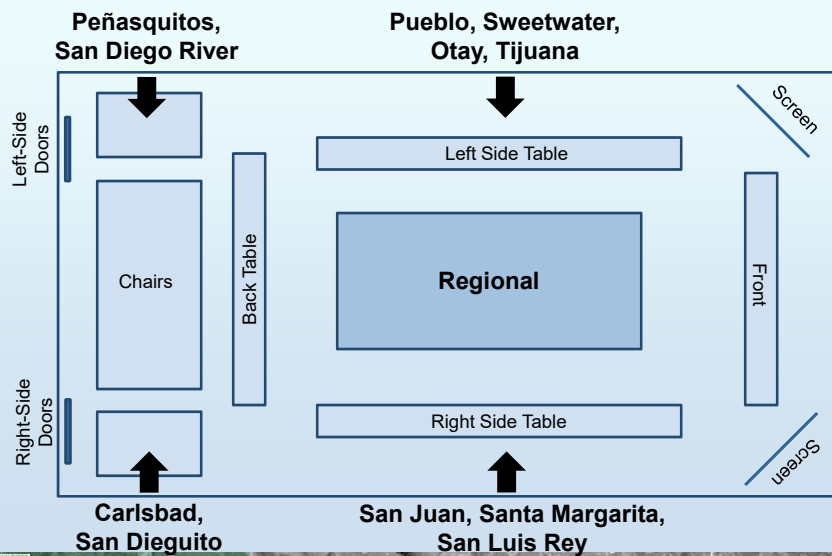 Peñasquitos,
San Diego River
Pueblo, Sweetwater,
Otay, Tijuana
Left-Side
Doors
Screen
Left Side Table
Chairs
Back Table
Regional
Front
Right-Side
Doors
Right Side Table
Screen
Carlsbad,
San Dieguito
San Juan, Santa Margarita,
San Luis Rey